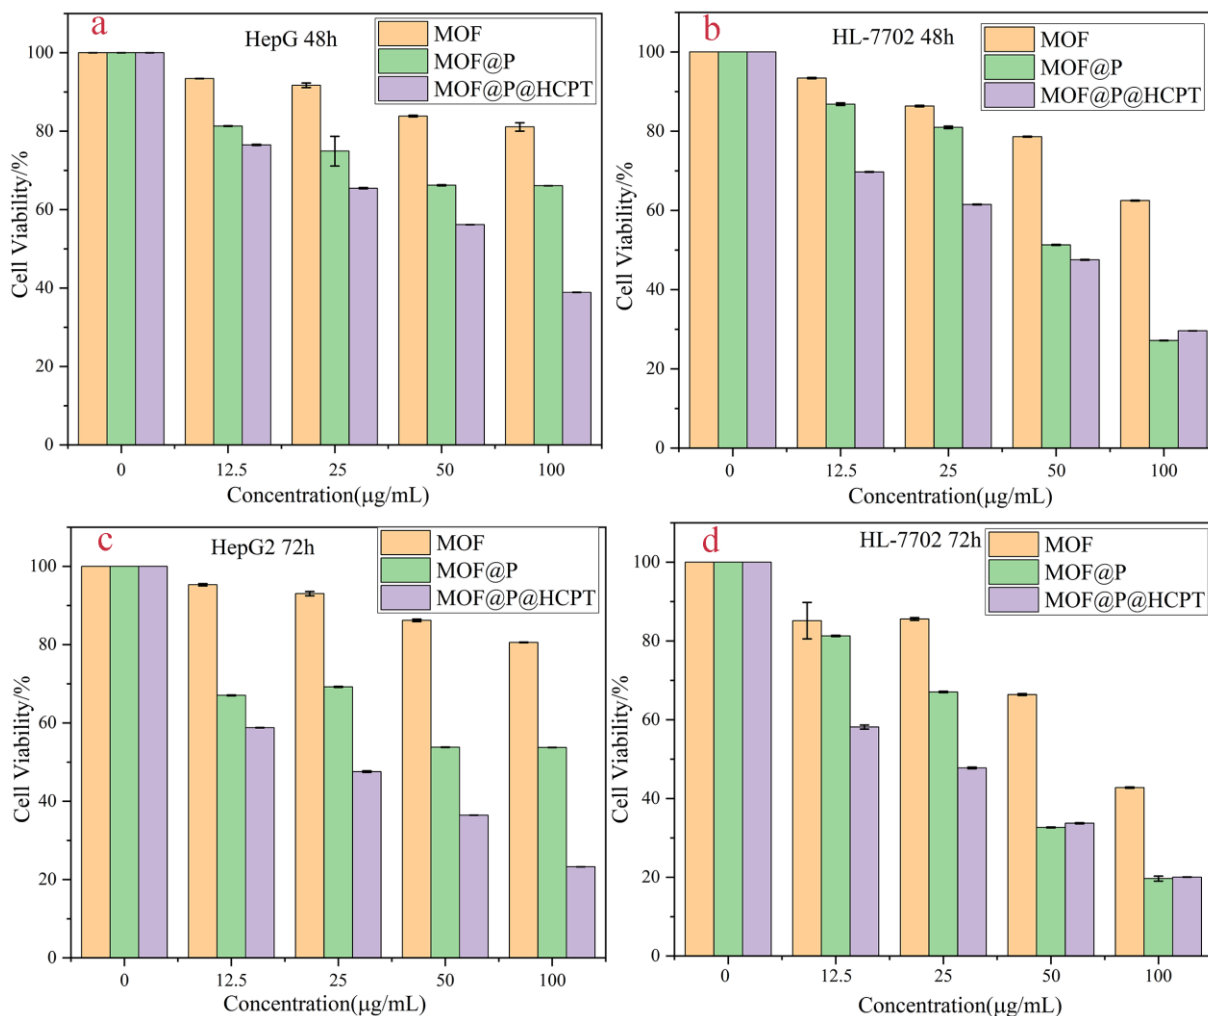 a
HepG 48h
MOF
MOF@P
MOF@P@HCPT
Cell Viability/%
100
80
60
40
20
0
0 12.5 25 50 100
Concentration(μg/mL)
b
HL-7702 48h
MOF
MOF@P
MOF@P@HCPT
Cell Viability/%
100
80
60
40
20
0
0 12.5 25 50 100
Concentration(μg/mL)
c
HepG2 72h
MOF
MOF@P
MOF@P@HCPT
Cell Viability/%
100
80
60
40
20
0
0 12.5 25 50 100
Concentration(μg/mL)
d
HL-7702 72h
MOF
MOF@P
MOF@P@HCPT
Cell Viability/%
100
80
60
40
20
0
0 12.5 25 50 100
Concentration(μg/mL)